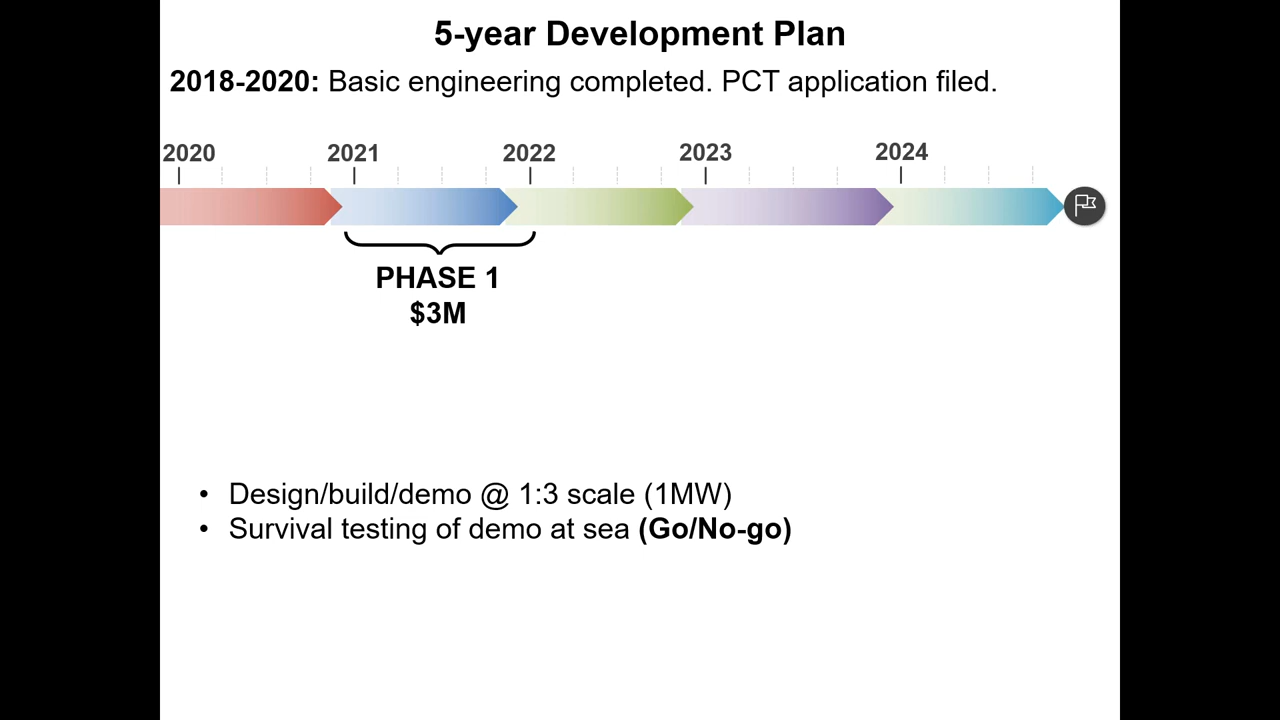 5-year Development Plan
2018-2020: Basic engineering completed. PCT application filed.
2020 2021 2022 2023 2024
PHASE 1
$3M
• Design/build/demo @ 1:3 scale (1MW)
• Survival testing of demo at sea (Go/No-go)